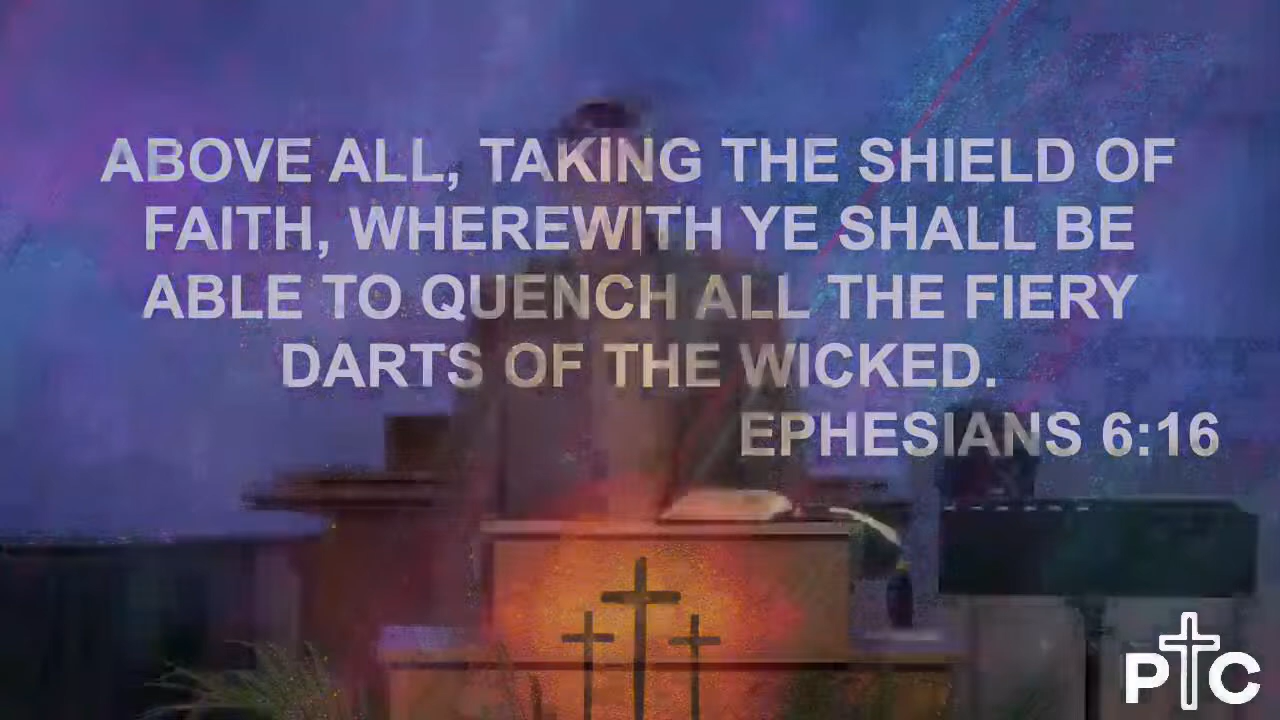 ABOVE ALL, TAKING THE SHIELD OF
FAITH, WHEREWITH YE SHALL BE
ABLE TO QUENCH ALL THE FIERY
DARTS OF THE WICKED.
EPHESIANS 6:16
PTC